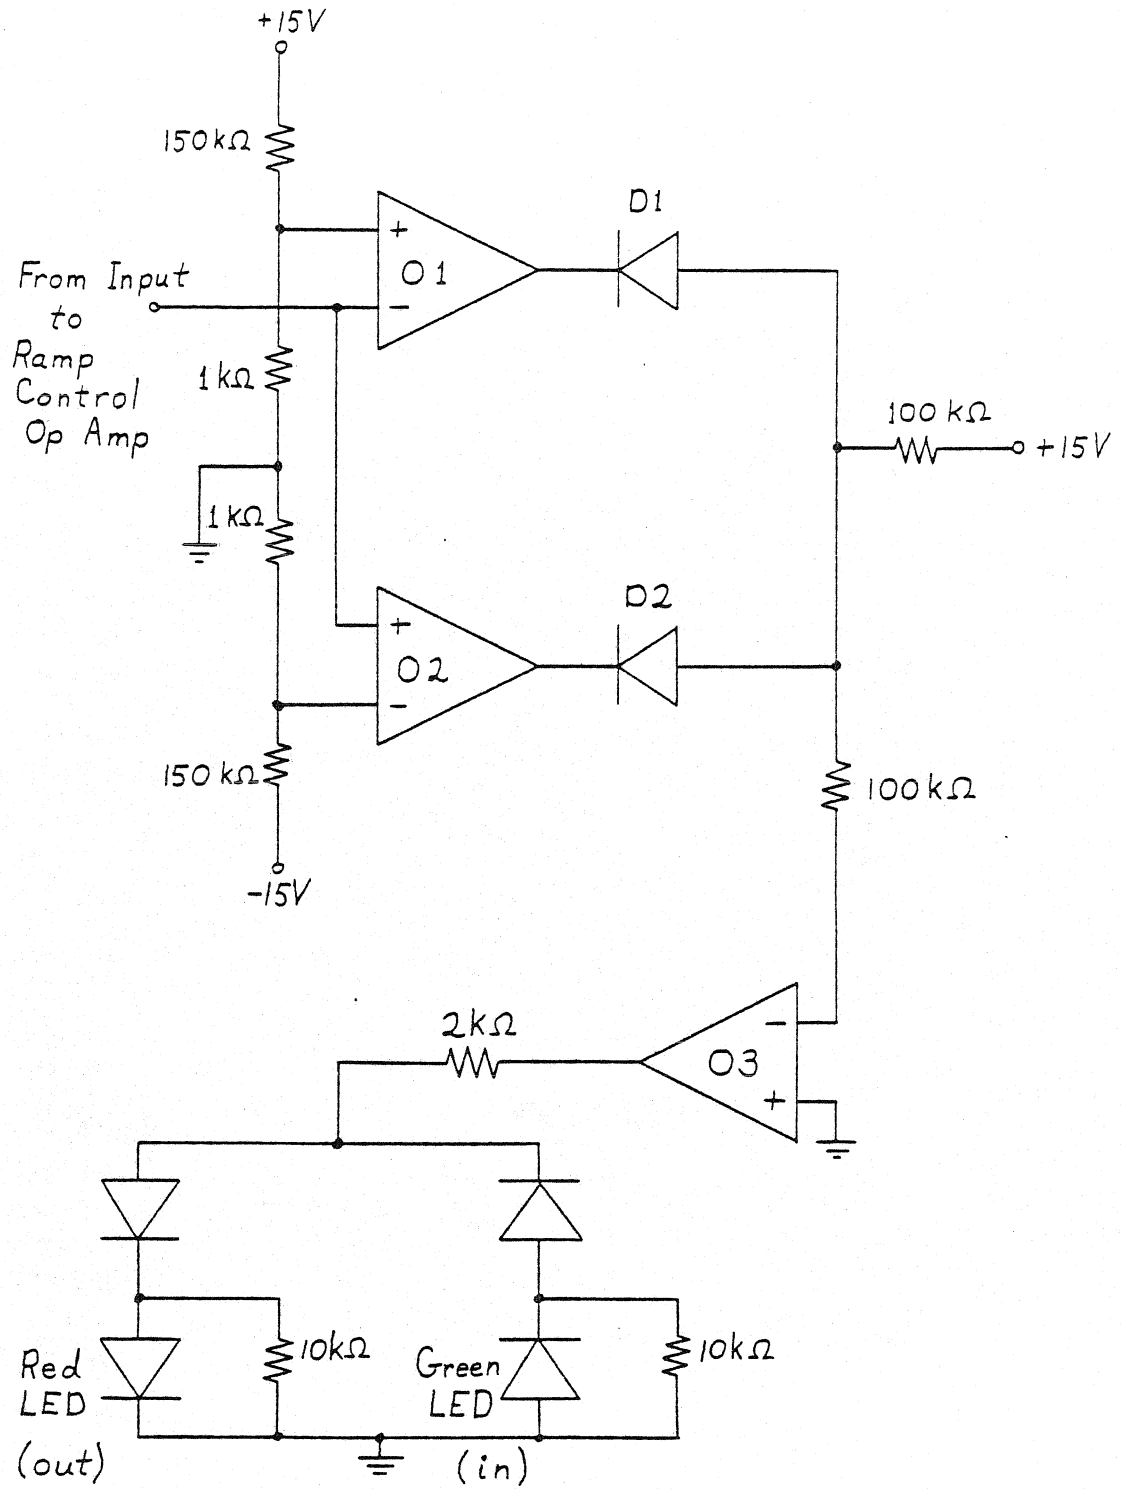 +15V
150kΩ
D1
+
O1
-
From Input
to
Ramp
Control
Op Amp
1kΩ
100kΩ
+15V
1kΩ
D2
+
O2
-
150kΩ
100kΩ
-15V
2kΩ
-
O3
+
Red
LED
(out)
10kΩ
Green
LED
(in)
10kΩ